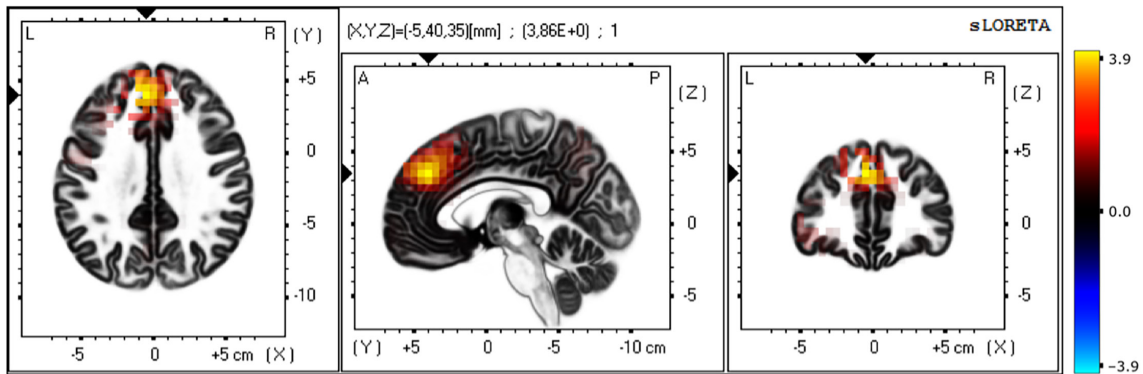 (X,Y,Z)=(-5,40,35)[mm] ; (3,86E+0) ; 1
sLORETA
L R (Y)
+5
0
-5
-10
-5 0 +5 cm (X)
A P (Z)
+5
0
-5
(Y) +5 0 -5 -10 cm
L R (Z)
+5
0
-5
-5 0 +5 cm (X)
3.9
0.0
-3.9